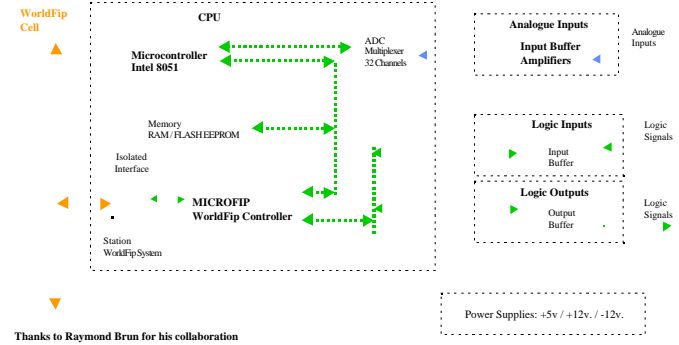 WorldFip
Cell
CPU
Microcontroller
Intel 8051
ADC
Multiplexer
32 Channels
Memory
RAM / FLASH EEPROM
Isolated
Interface
MICROFIP
WorldFip Controller
Station
WorldFip System
Analogue Inputs
Input Buffer
Amplifiers
Analogue
Inputs
Logic Inputs
Input
Buffer
Logic
Signals
Logic Outputs
Output
Buffer
Logic
Signals
Power Supplies: +5v / +12v. / -12v.
Thanks to Raymond Brun for his collaboration